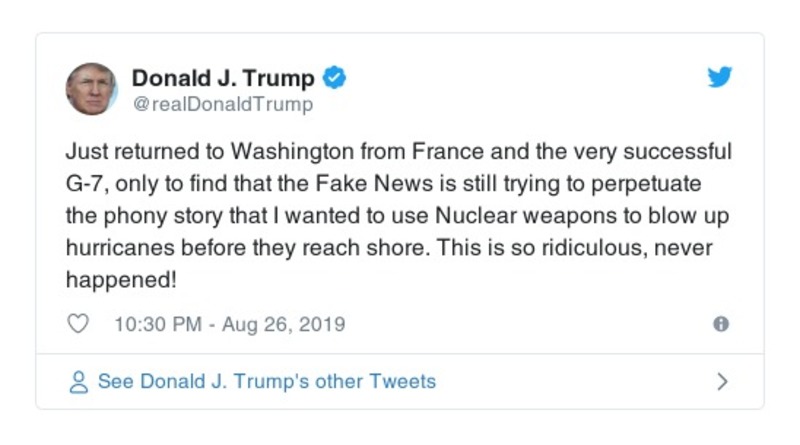 Donald J. Trump
@realDonaldTrump
Just returned to Washington from France and the very successful
G-7, only to find that the Fake News is still trying to perpetuate
the phony story that I wanted to use Nuclear weapons to blow up
hurricanes before they reach shore. This is so ridiculous, never
happened!
10:30 PM - Aug 26, 2019
See Donald J. Trump's other Tweets